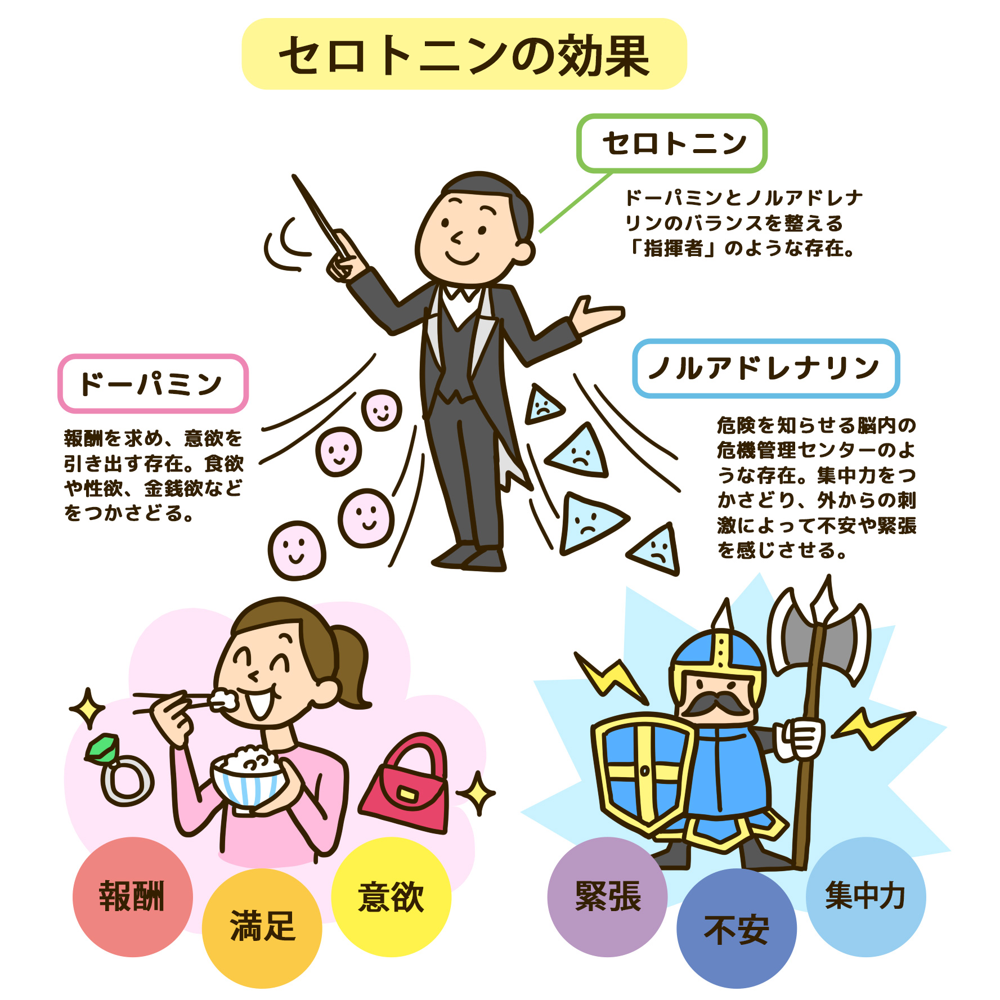 セロトニンの効果
セロトニン
ドーパミンとノルアドレナ
リンのバランスを整える
「指揮者」のような存在。
ドーパミン
報酬を求め、意欲を
引き出す存在。食欲
や性欲、金銭欲など
をつかさどる。
ノルアドレナリン
危険を知らせる脳内の
危機管理センターのよ
うな存在。集中力をつ
かさどり、外からの刺
激によって不安や緊張
を感じさせる。
報酬
満足
意欲
緊張
不安
集中力